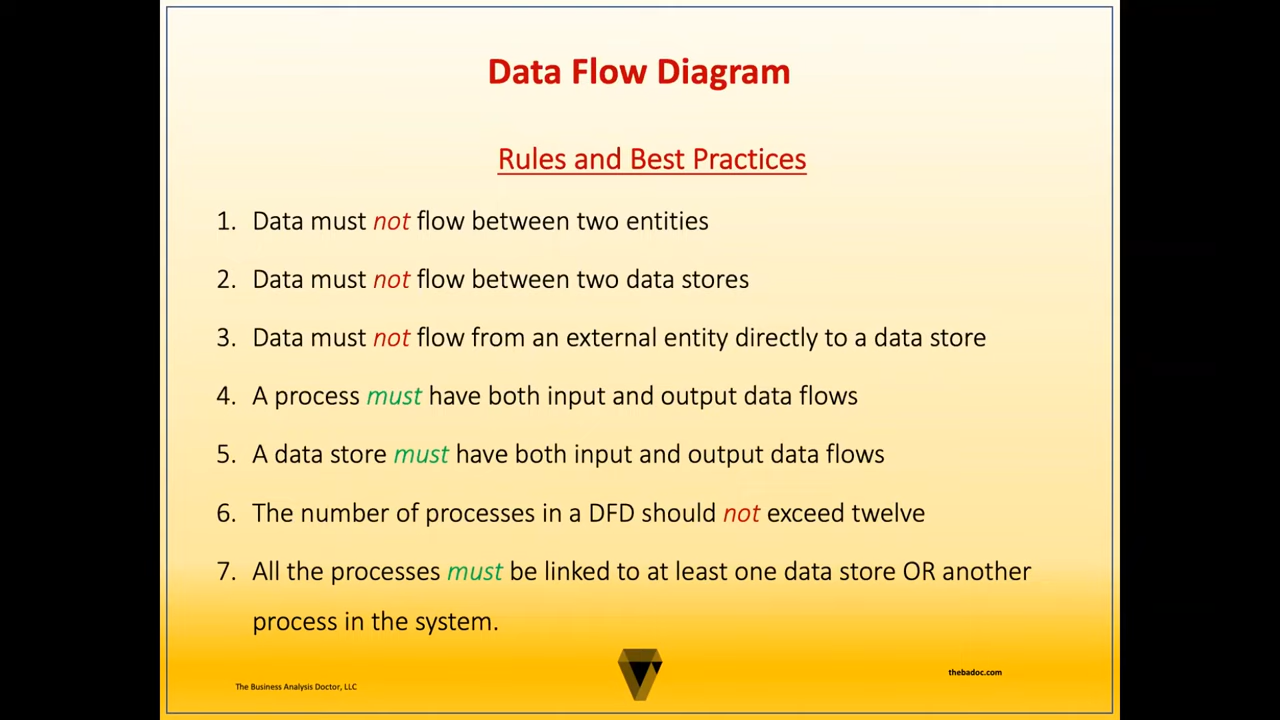 Data Flow Diagram
Rules and Best Practices
1. Data must not flow between two entities
2. Data must not flow between two data stores
3. Data must not flow from an external entity directly to a data store
4. A process must have both input and output data flows
5. A data store must have both input and output data flows
6. The number of processes in a DFD should not exceed twelve
7. All the processes must be linked to at least one data store OR another
process in the system.
thebadoc.com
The Business Analysis Doctor, LLC